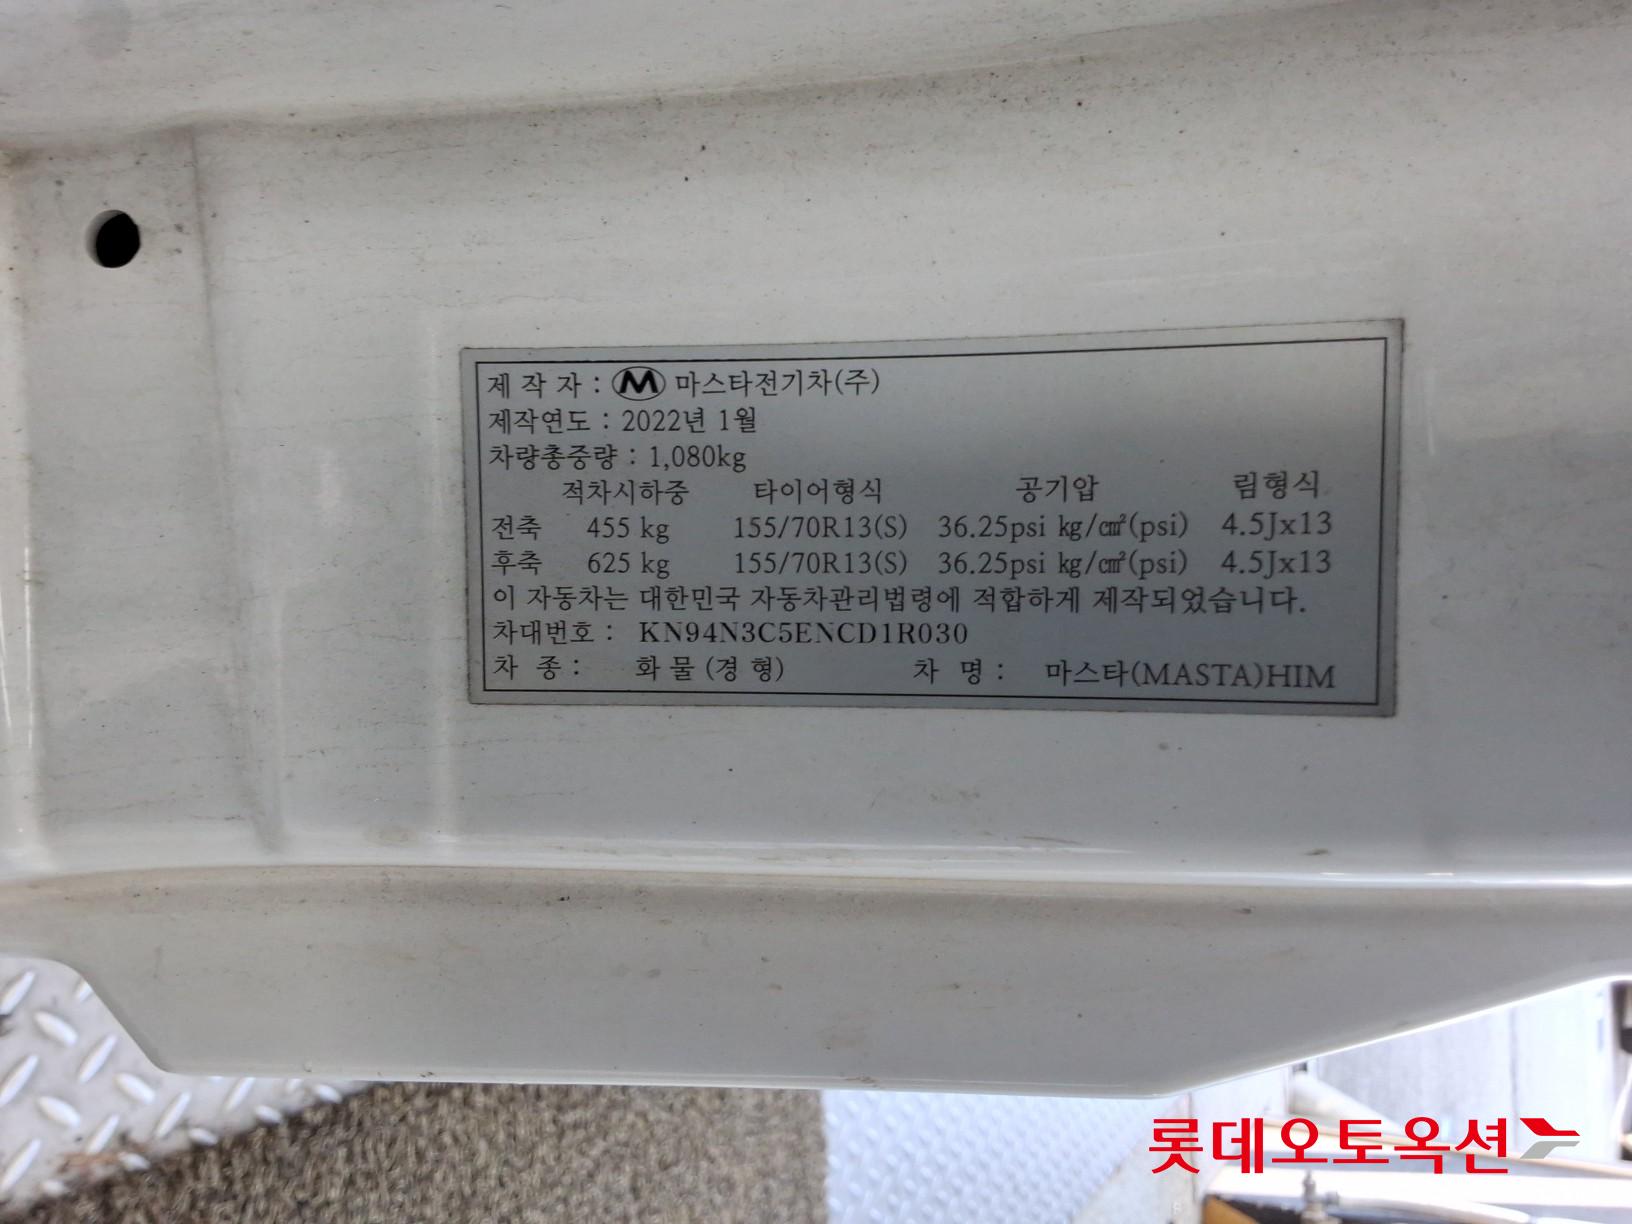 제 작 자 : M 마스타전기차(주)
제작연도 : 2022년 1월
차량총중량 : 1,080kg
적차시하중 타이어형식 공기압 림형식
전축 455 kg 155/70R13(S) 36.25psi kg/㎠(psi) 4.5Jx13
후축 625 kg 155/70R13(S) 36.25psi kg/㎠(psi) 4.5Jx13
이 자동차는 대한민국 자동차관리법령에 적합하게 제작되었습니다.
차대번호 : KN94N3C5ENCD1R030
차 종 : 화 물 (경 형) 차 명 : 마스타(MASTA)HIM
롯데오토옥션